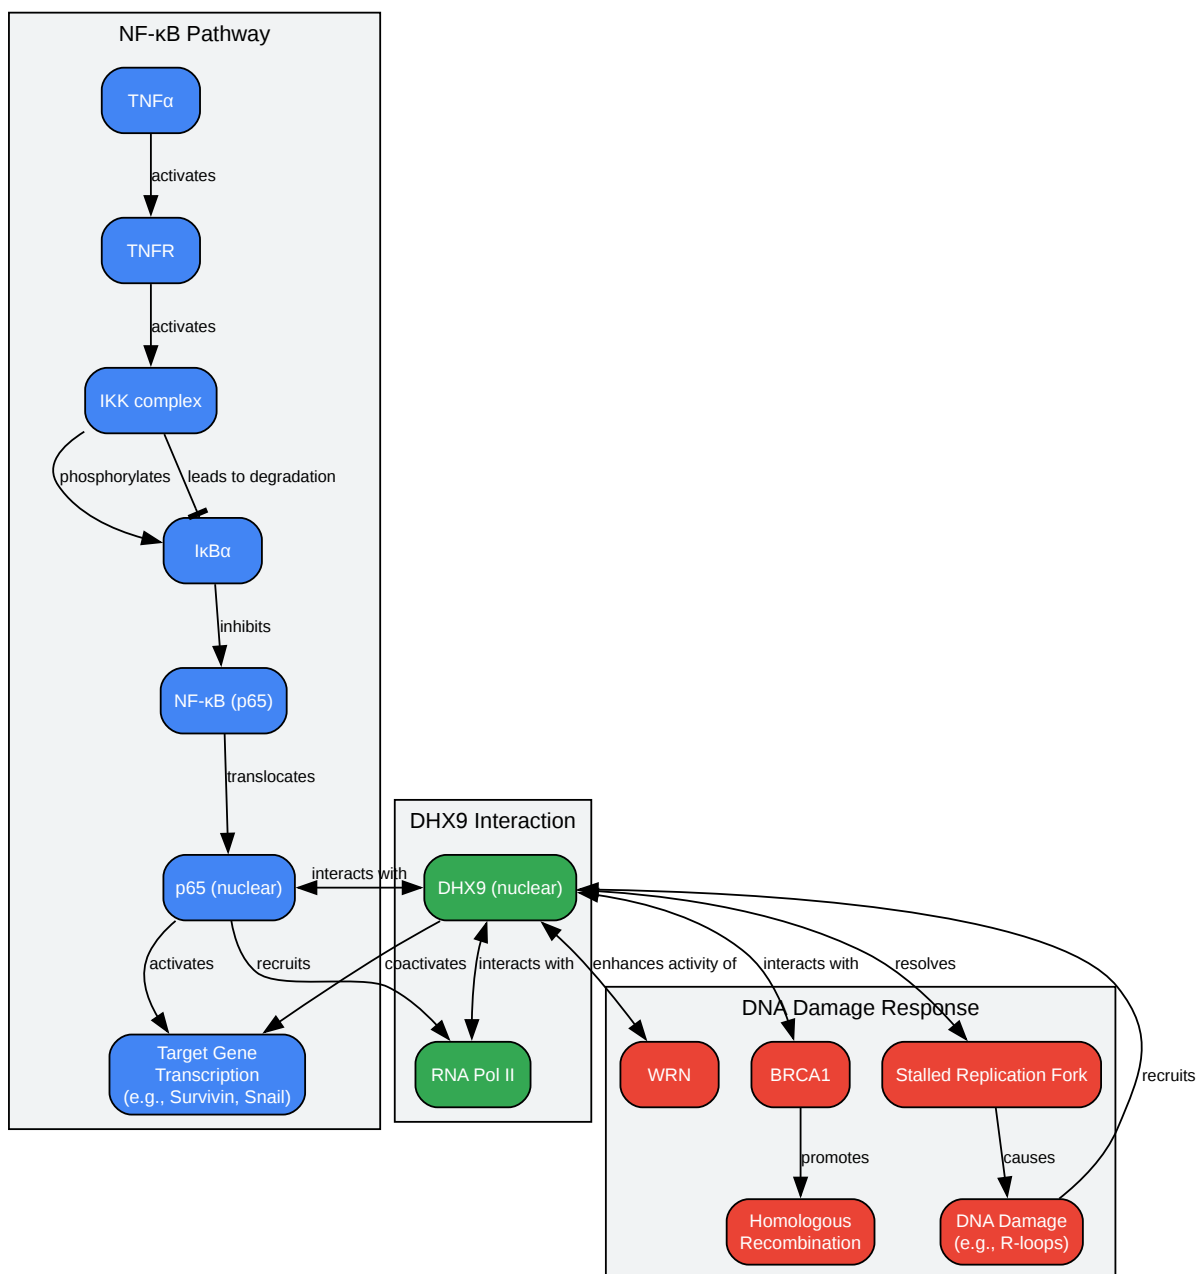 NF-κB Pathway
TNFα
activates
TNFR
activates
IKK complex
phosphorylates
leads to degradation
IκBα
inhibits
NF-κB (p65)
translocates
DHX9 Interaction
p65 (nuclear)
interacts with
DHX9 (nuclear)
activates
recruits
coactivates
interacts with
enhances activity of
interacts with
resolves
DNA Damage Response
Target Gene
Transcription
(e.g., Survivin, Snail)
RNA Pol II
WRN
BRCA1
Stalled Replication Fork
recruits
promotes
causes
Homologous
Recombination
DNA Damage
(e.g., R-loops)